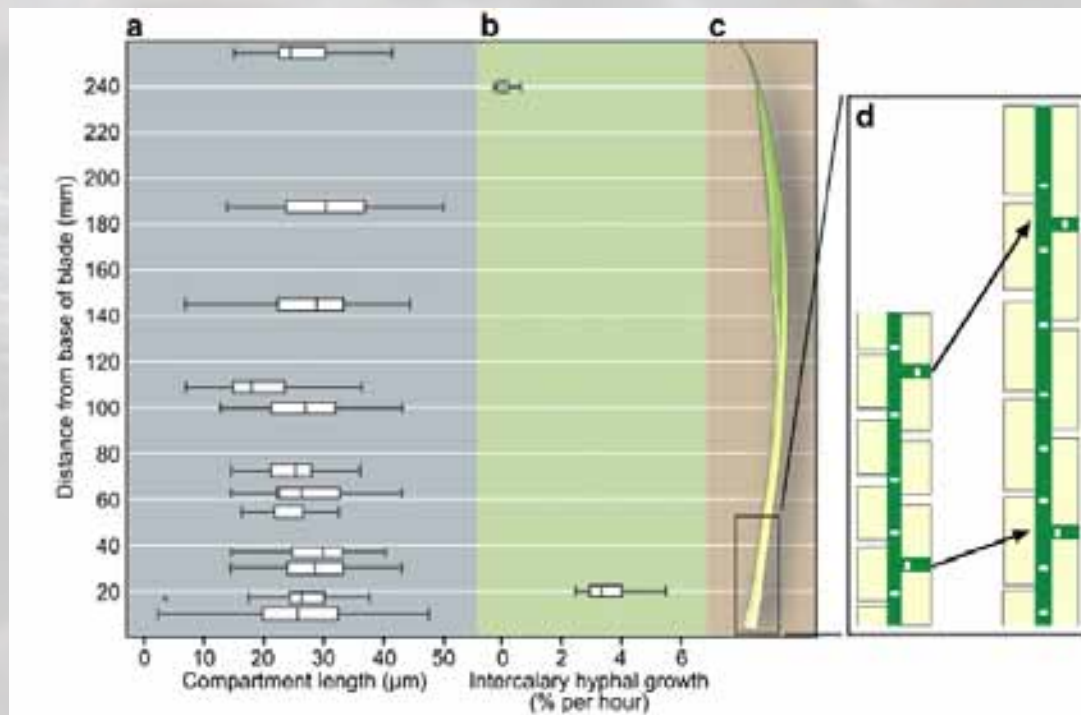 a
b
c
d
Distance from base of blade (mm)
240
220
200
180
160
140
120
100
80
60
40
20
0 10 20 30 40 50
Compartment length (µm)
0 2 4 6
Intercalary hyphal growth
(% per hour)